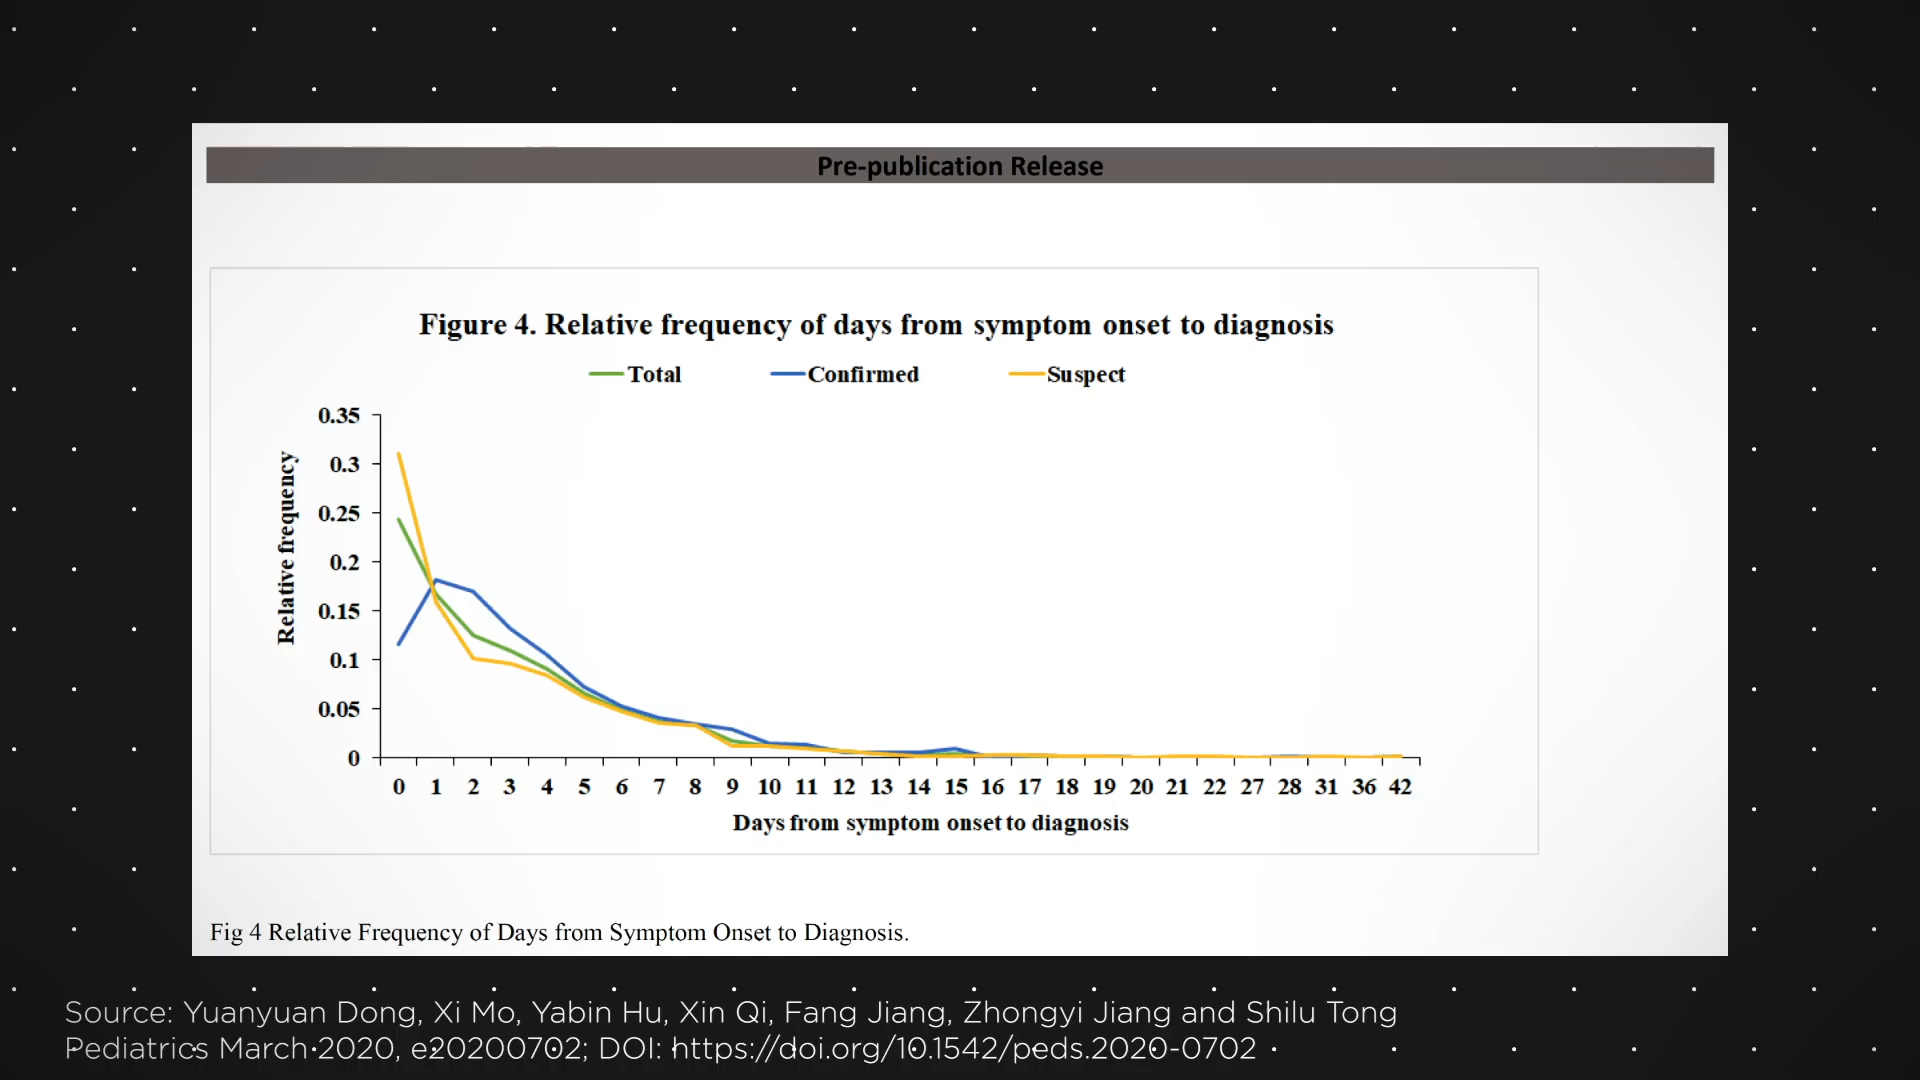 Pre-publication Release
Figure 4. Relative frequency of days from symptom onset to diagnosis
Total Confirmed Suspect
0.35
0.3
0.25
0.2
0.15
0.1
0.05
0
Relative frequency
0 1 2 3 4 5 6 7 8 9 10 11 12 13 14 15 16 17 18 19 20 21 22 27 28 31 36 42
Days from symptom onset to diagnosis
Fig 4 Relative Frequency of Days from Symptom Onset to Diagnosis.
Source: Yuanyuan Dong, Xi Mo, Yabin Hu, Xin Qi, Fang Jiang, Zhongyi Jiang and Shilu Tong
Pediatrics March 2020, e20200702; DOI: https://doi.org/10.1542/peds.2020-0702